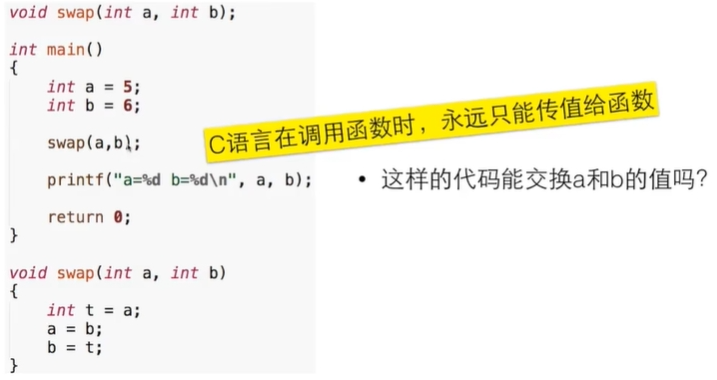 void swap(int a, int b);
int main()
{
int a = 5;
int b = 6;
swap(a,b);
printf("a=%d b=%d\n", a, b);
return 0;
}
void swap(int a, int b)
{
int t = a;
a = b;
b = t;
}
C语言在调用函数时，永远只能传值给函数
• 这样的代码能交换a和b的值吗？